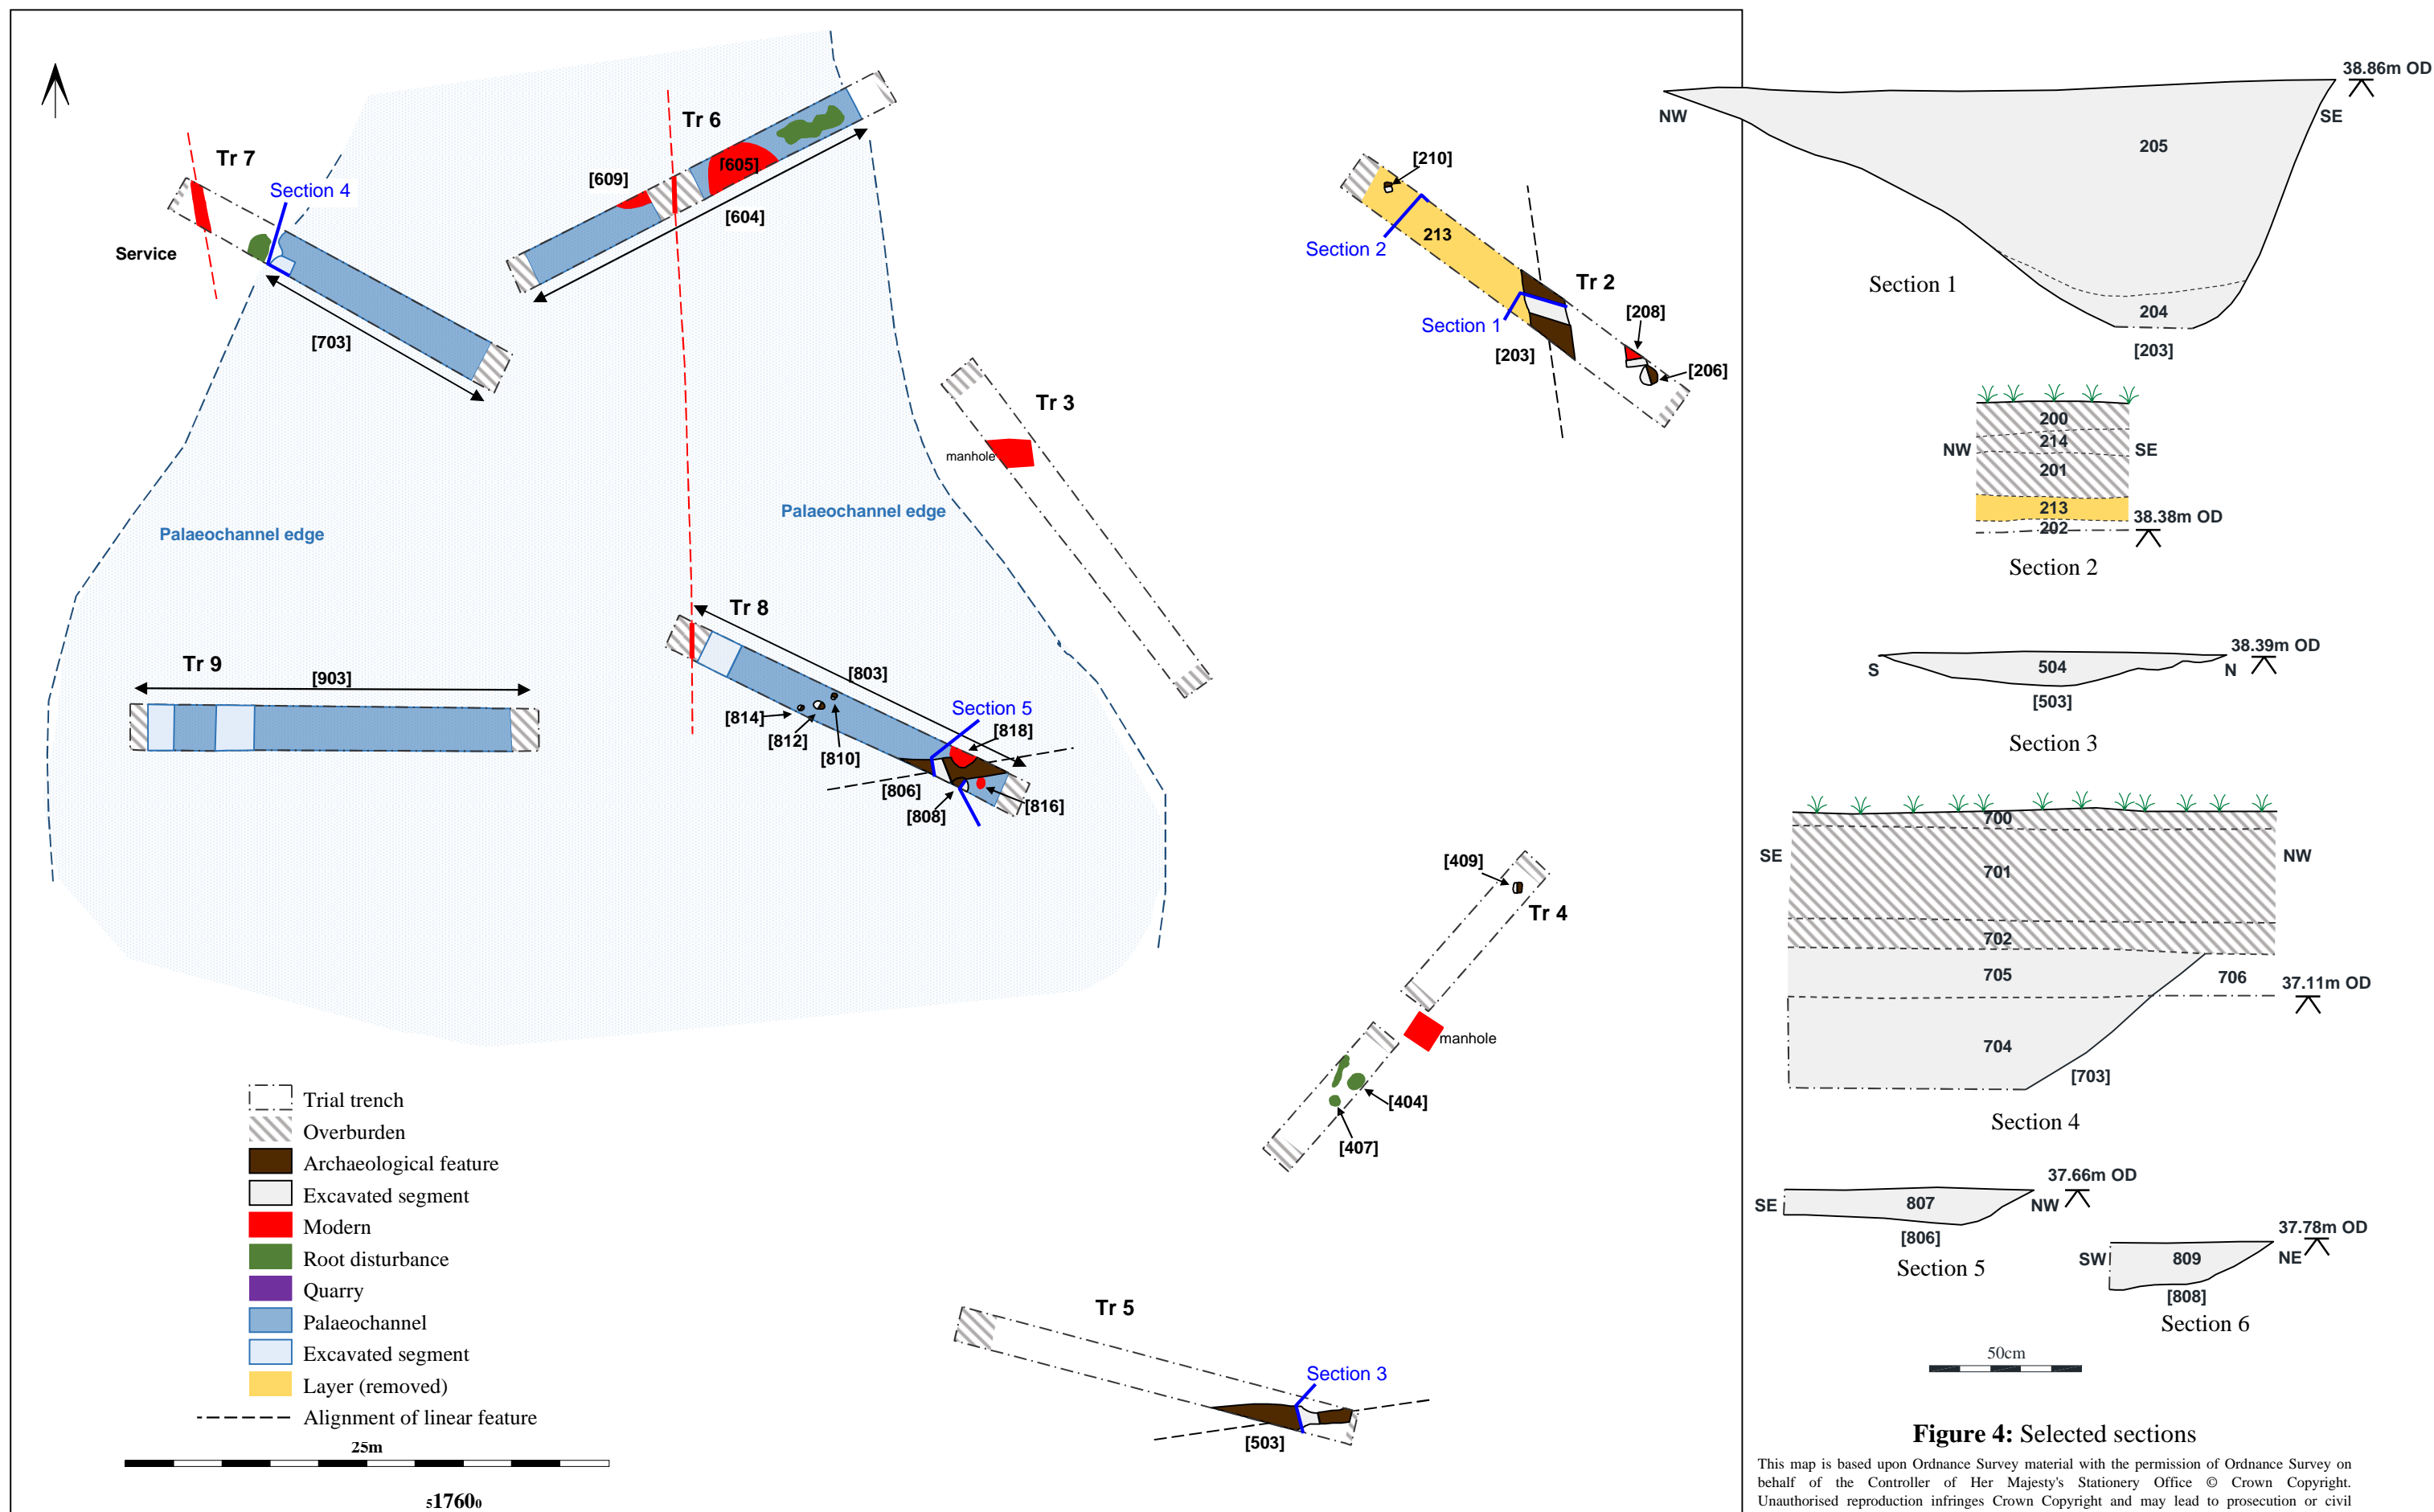 Tr 7
Section 4
Service
[703]
Tr 6
[605]
[609]
[604]
Palaeochannel edge
Palaeochannel edge
Tr 3
manhole
[210]
213
Section 2
Tr 2
Section 1
[203]
[208]
[206]
Tr 9
[903]
Tr 8
[803]
[814]
[812]
[810]
Section 5
[818]
[806]
[808]
[816]
[409]
Tr 4
manhole
[404]
[407]
Tr 5
Section 3
[503]
Trial trench
Overburden
Archaeological feature
Excavated segment
Modern
Root disturbance
Quarry
Palaeochannel
Excavated segment
Layer (removed)
Alignment of linear feature
25m
517600
38.86m OD
NW
SE
205
204
[203]
Section 1
200
214
NW
SE
201
213
38.38m OD
202
Section 2
38.39m OD
S
504
N
[503]
Section 3
700
SE
NW
701
702
705
706
37.11m OD
704
[703]
Section 4
37.66m OD
SE
807
NW
[806]
Section 5
37.78m OD
SW
809
NE
[808]
Section 6
50cm
Figure 4: Selected sections
This map is based upon Ordnance Survey material with the permission of Ordnance Survey on
behalf of the Controller of Her Majesty's Stationery Office © Crown Copyright.
Unauthorised reproduction infringes Crown Copyright and may lead to prosecution or civil